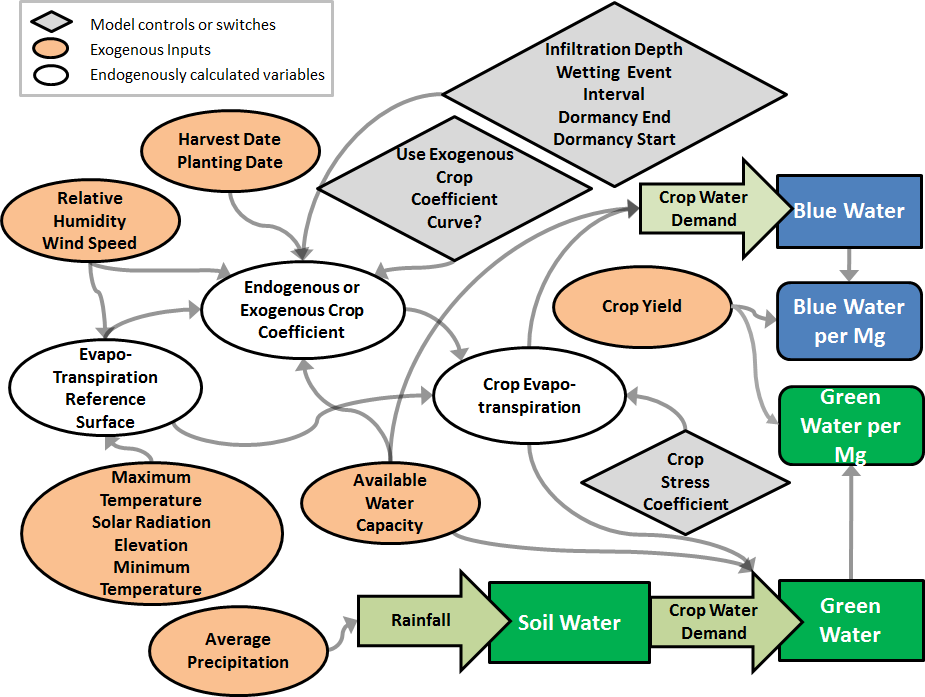 Model controls or switches
Exogenous Inputs
Endogenously calculated variables
Infiltration Depth
Wetting Event
Interval
Dormancy End
Dormancy Start
Harvest Date
Planting Date
Use Exogenous
Crop
Coefficient
Curve?
Relative
Humidity
Wind Speed
Crop Water
Demand
Blue Water
Endogenous or
Exogenous Crop
Coefficient
Crop Yield
Blue Water
per Mg
Evapo-
Transpiration
Reference
Surface
Crop Evapo-
transpiration
Green
Water per
Mg
Maximum
Temperature
Solar Radiation
Elevation
Minimum
Temperature
Available
Water
Capacity
Crop
Stress
Coefficient
Average
Precipitation
Rainfall
Soil Water
Crop Water
Demand
Green
Water